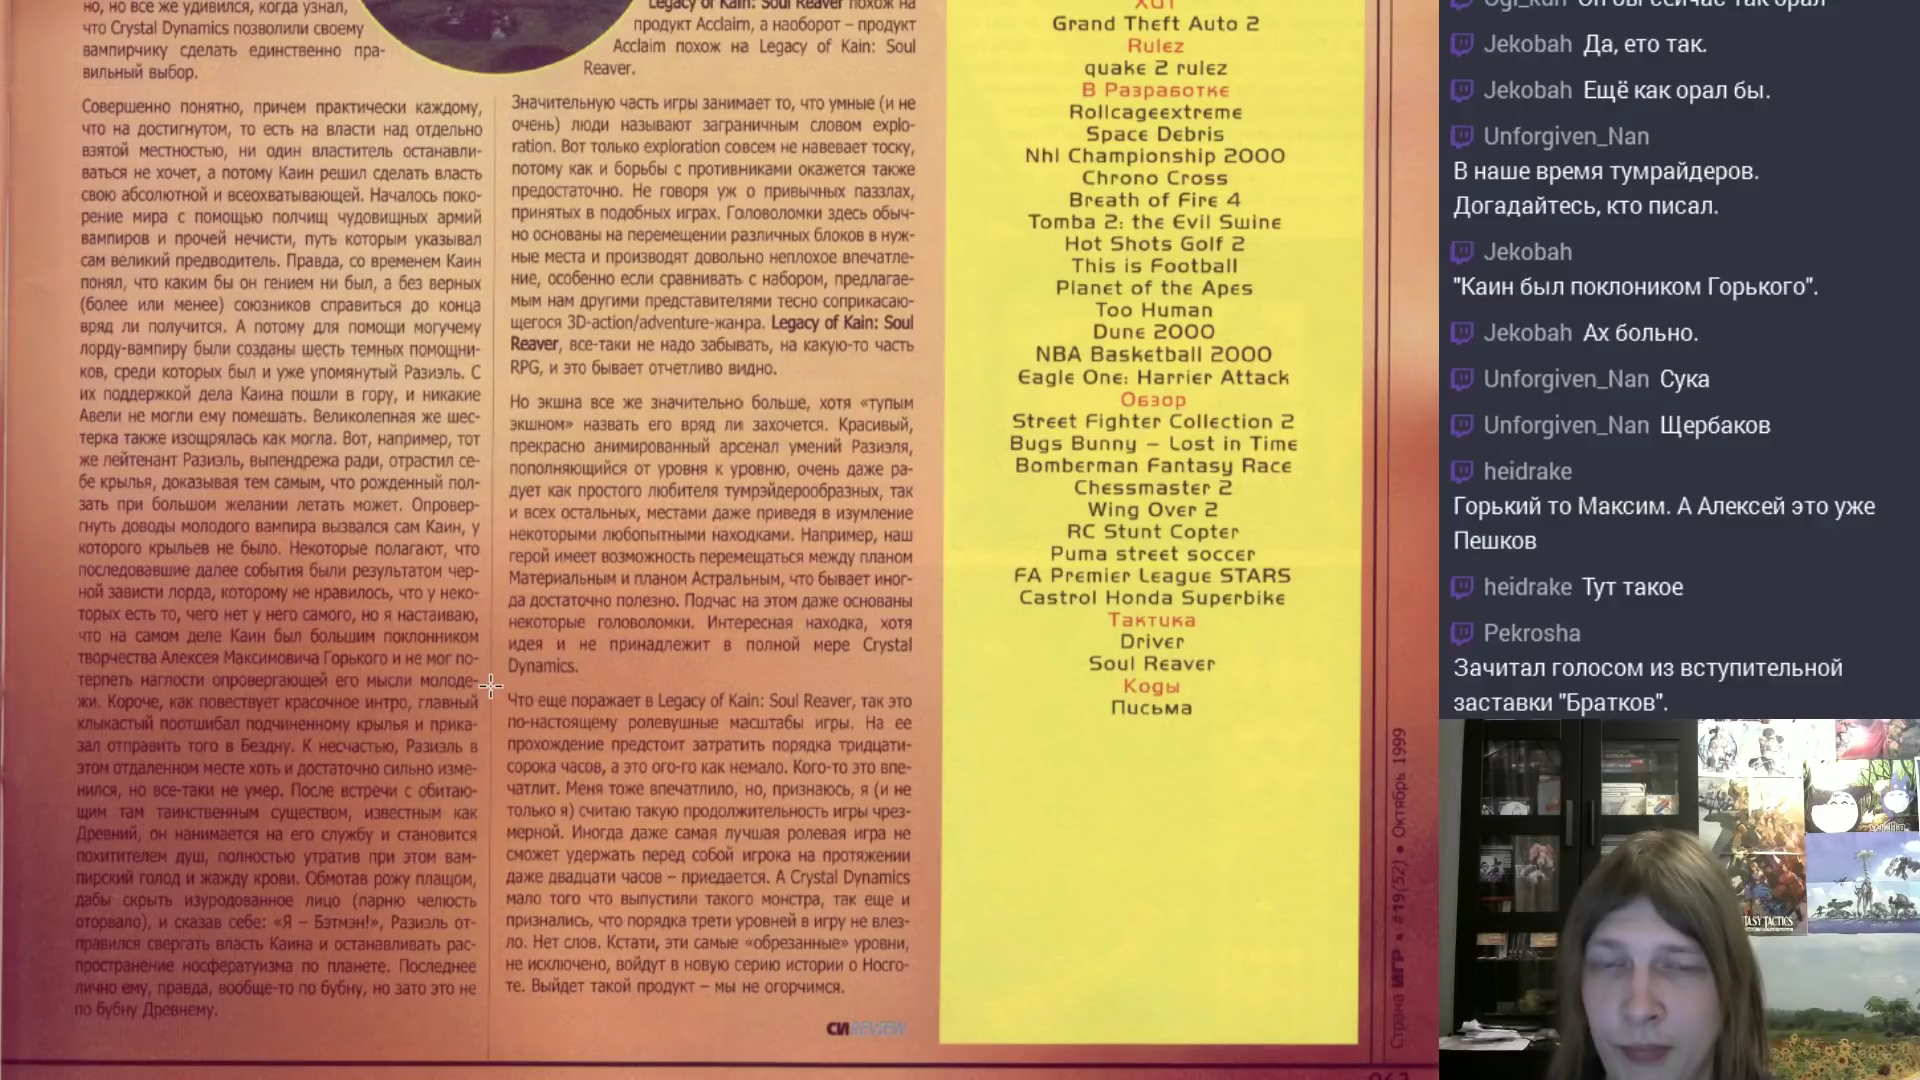 но, но все же удивился, когда узнал,
что Crystal Dynamics позволили своему
вампирчику сделать единственно пра-
вильный выбор.
Совершенно понятно, причем практически каждому,
что на достигнутом, то есть на власти над отдельно
взятой местностью, ни один властитель останавли-
ваться не хочет, а потому Каин решил сделать власть
свою абсолютной и всеохватывающей. Началось поко-
рение мира с помощью полчищ чудовищных армий
вампиров и прочей нечисти, путь которым указывал
сам великий предводитель. Правда, со временем Каин
понял, что каким бы он гением ни был, а без верных
(более или менее) союзников справиться до конца
вряд ли получится. А потому для помощи могучему
лорду-вампиру были созданы шесть темных помощни-
ков, среди которых был и уже упомянутый Разиэль. С
их поддержкой дела Каина пошли в гору, и никакие
Авели не могли ему помешать. Великолепная же шес-
терка также изощрялась как могла. Вот, например, тот
же лейтенант Разиэль, выпендрежа ради, отрастил се-
бе крылья, доказывая тем самым, что рожденный пол-
зать при большом желании летать может. Опровер-
гнуть доводы молодого вампира вызвался сам Каин, у
которого крыльев не было. Некоторые полагают, что
последовавшие далее события были результатом чер-
ной зависти лорда, которому не нравилось, что у неко-
торых есть то, чего нет у него самого, но я настаиваю,
что на самом деле Каин был большим поклонником
творчества Алексея Максимовича Горького и не мог по-
терпеть наглости опровергающей его мысли молоде-
жи. Короче, как повествует красочное интро, главный
клыкастый поотшибал подчиненному крылья и прика-
зал отправить того в Бездну. К несчастью, Разиэль в
этом отдаленном месте хоть и достаточно сильно изме-
нился, но все-таки не умер. После встречи с обитаю-
щим там таинственным существом, известным как
Древний, он нанимается на его службу и становится
похитителем душ, полностью утратив при этом вам-
пирский голод и жажду крови. Обмотав рожу плащом,
дабы скрыть изуродованное лицо (парню челюсть
оторвало), и сказав себе: «Я – Бэтмэн!», Разиэль от-
правился свергать власть Каина и останавливать рас-
пространение носфератуизма по планете. Последнее
лично ему, правда, вообще-то по бубну, но зато это не
по бубну Древнему.
Legacy of Kain: Soul Reaver похож на
продукт Acclaim, а наоборот – продукт
Acclaim похож на Legacy of Kain: Soul
Reaver.
Значительную часть игры занимает то, что умные (и не
очень) люди называют заграничным словом explo-
ration. Вот только exploration совсем не навевает тоску,
потому как и борьбы с противниками окажется также
предостаточно. Не говоря уж о привычных паззлах,
принятых в подобных играх. Головоломки здесь обыч-
но основаны на перемещении различных блоков в нуж-
ные места и производят довольно неплохое впечатле-
ние, особенно если сравнивать с набором, предлагае-
мым нам другими представителями тесно соприкасаю-
щегося 3D-action/adventure-жанра. Legacy of Kain: Soul
Reaver, все-таки не надо забывать, на какую-то часть
RPG, и это бывает отчетливо видно.
Но экшна все же значительно больше, хотя «тупым
экшном» назвать его вряд ли захочется. Красивый,
прекрасно анимированный арсенал умений Разиэля,
пополняющийся от уровня к уровню, очень даже ра-
дует как простого любителя тумрэйдерообразных, так
и всех остальных, местами даже приведя в изумление
некоторыми любопытными находками. Например, наш
герой имеет возможность перемещаться между планом
Материальным и планом Астральным, что бывает иног-
да достаточно полезно. Подчас на этом даже основаны
некоторые головоломки. Интересная находка, хотя
идея и не принадлежит в полной мере Crystal
Dynamics.
Что еще поражает в Legacy of Kain: Soul Reaver, так это
по-настоящему ролевушные масштабы игры. На ее
прохождение предстоит затратить порядка тридцати-
сорока часов, а это ого-го как немало. Кого-то это впе-
чатлит. Меня тоже впечатлило, но, признаюсь, я (и не
только я) считаю такую продолжительность игры чрез-
мерной. Иногда даже самая лучшая ролевая игра не
сможет удержать перед собой игрока на протяжении
даже двадцати часов – приедается. А Crystal Dynamics
мало того что выпустили такого монстра, так еще и
признались, что порядка трети уровней в игру не влез-
ло. Нет слов. Кстати, эти самые «обрезанные» уровни,
не исключено, войдут в новую серию истории о Носго-
те. Выйдет такой продукт – мы не огорчимся.
СИREVIEW
Хит
Grand Theft Auto 2
Rulez
quake 2 rulez
В Разработке
Rollcageextreme
Space Debris
Nhl Championship 2000
Chrono Cross
Breath of Fire 4
Tomba 2: the Evil Swine
Hot Shots Golf 2
This is Football
Planet of the Apes
Too Human
Dune 2000
NBA Basketball 2000
Eagle One: Harrier Attack
Обзор
Street Fighter Collection 2
Bugs Bunny – Lost in Time
Bomberman Fantasy Race
Chessmaster 2
Wing Over 2
RC Stunt Copter
Puma street soccer
FA Premier League STARS
Castrol Honda Superbike
Тактика
Driver
Soul Reaver
Коды
Письма
Страна ИГР • #19(52) • Октябрь 1999
Ogi_kun Он бы сейчас так орал
Jekobah Да, ето так.
Jekobah Ещё как орал бы.
Unforgiven_Nan
В наше время тумрайдеров.
Догадайтесь, кто писал.
Jekobah
"Каин был поклоником Горького".
Jekobah Ах больно.
Unforgiven_Nan Сука
Unforgiven_Nan Щербаков
heidrake
Горький то Максим. А Алексей это уже
Пешков
heidrake Тут такое
Pekrosha
Зачитал голосом из вступительной
заставки "Братков".
TASY TACTICS